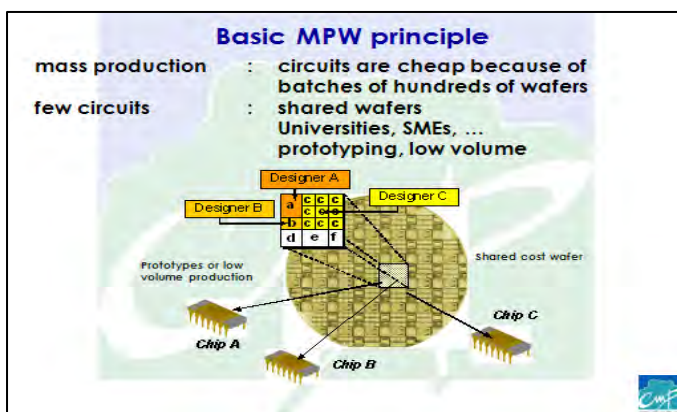 Basic MPW principle
mass production : circuits are cheap because of
batches of hundreds of wafers
few circuits : shared wafers
Universities, SMEs, ...
prototyping, low volume
Designer A
Designer B
Designer C
a c c c
c c
b c c c
d e f
Prototypes or low
volume production
Shared cost wafer
Chip A
Chip B
Chip C
cmp